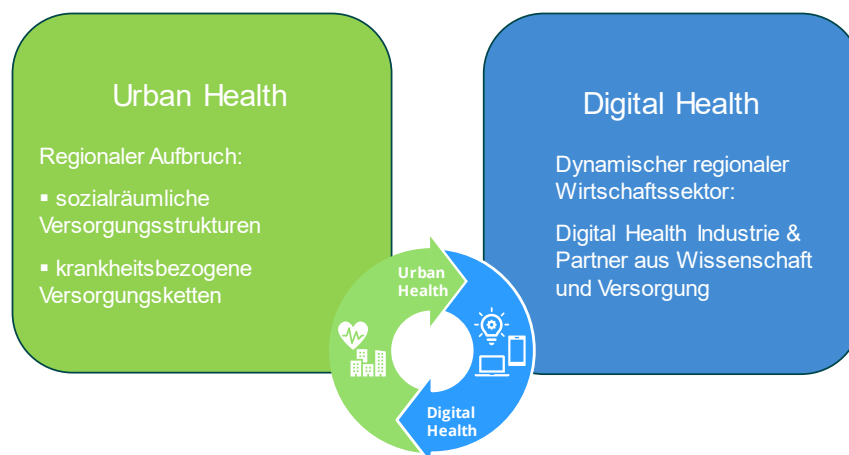 Urban Health
Regionaler Aufbruch:
▪ sozialräumliche
Versorgungsstrukturen
▪ krankheitsbezogene
Versorgungsketten
Digital Health
Dynamischer regionaler
Wirtschaftssektor:
Digital Health Industrie &
Partner aus Wissenschaft
und Versorgung
Urban
Health
Digital
Health